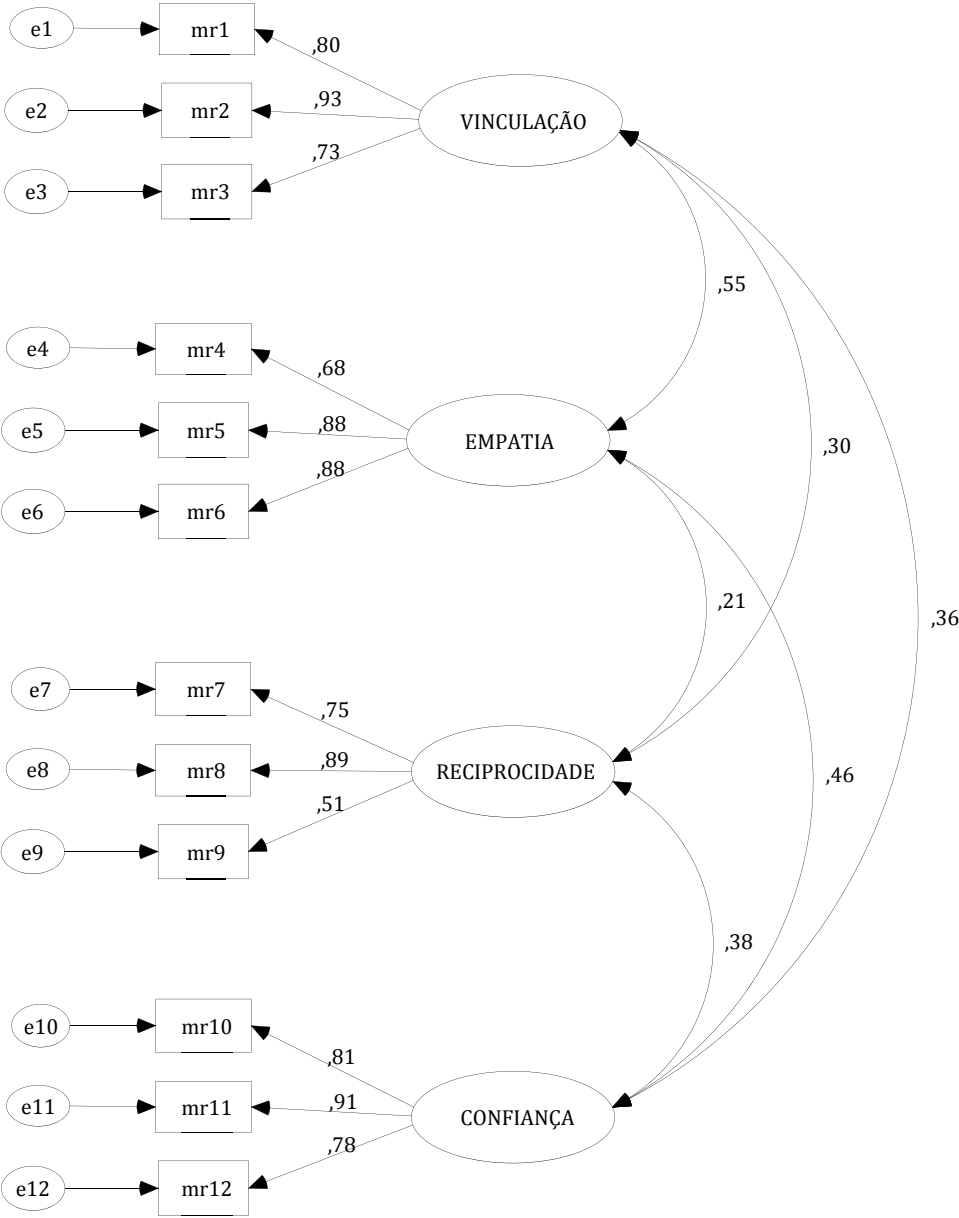 e1
mr1
,80
e2
mr2
,93
VINCULAÇÃO
,73
e3
mr3
,55
e4
mr4
,68
e5
mr5
,88
EMPATIA
,30
,88
e6
mr6
,21
,36
e7
mr7
,75
e8
mr8
,89
RECIPROCIDADE
,46
,51
e9
mr9
,38
e10
mr10
,81
e11
mr11
,91
CONFIANÇA
,78
e12
mr12